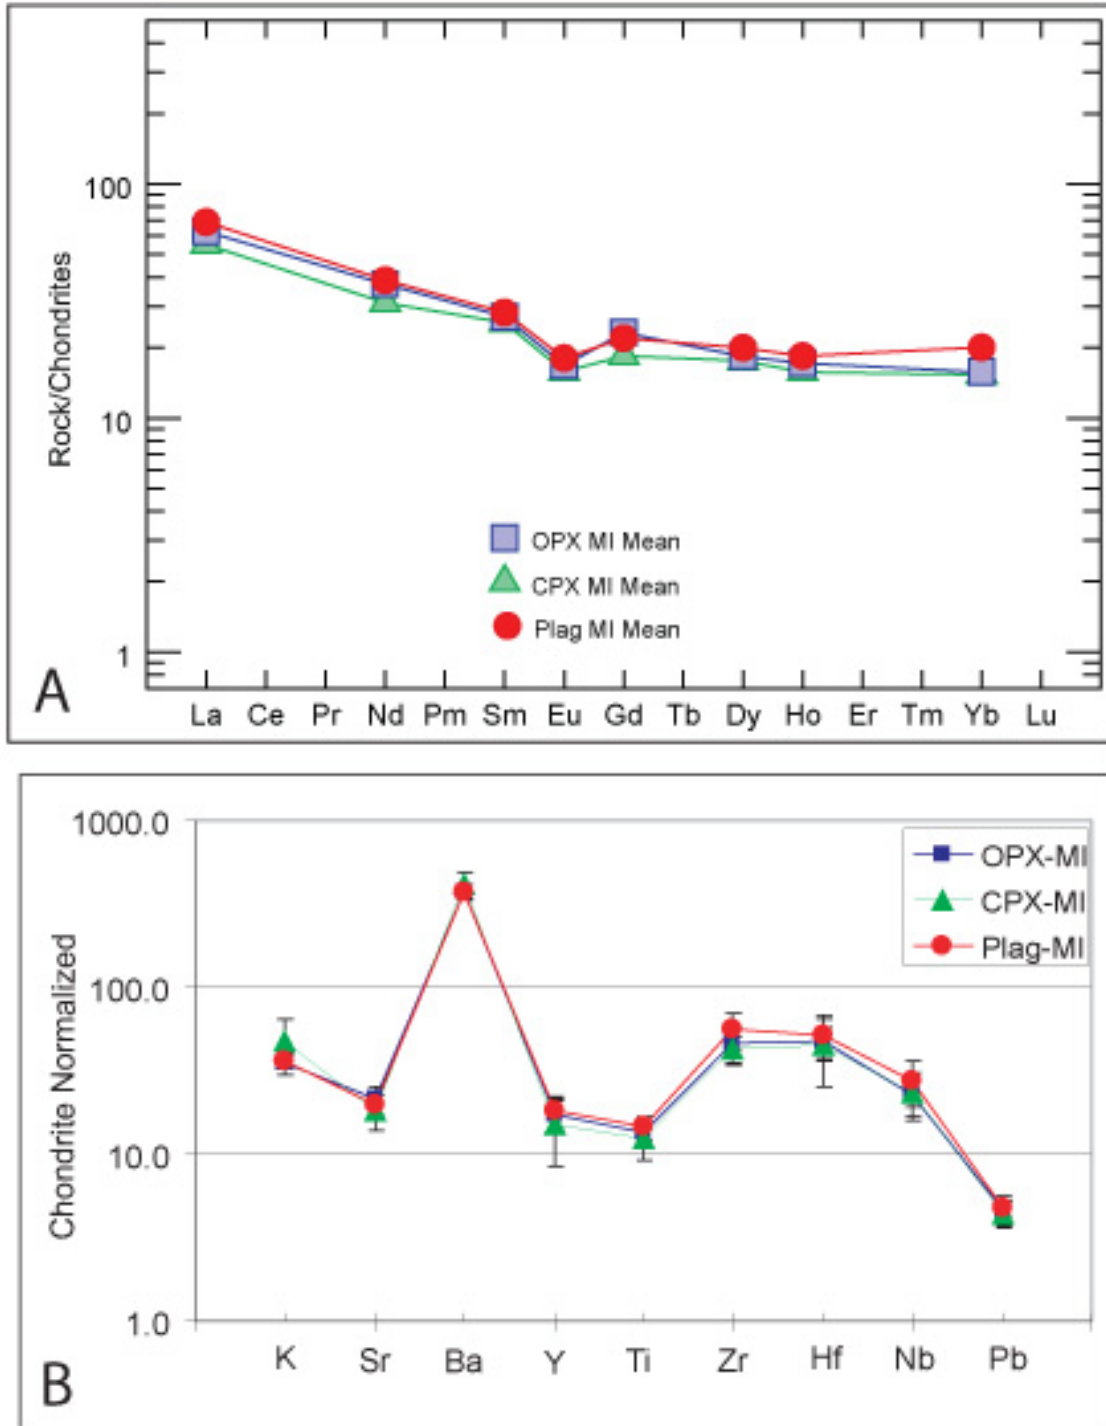 100
10
1
Rock/Chondrites
OPX MI Mean
CPX MI Mean
Plag MI Mean
A
La Ce Pr Nd Pm Sm Eu Gd Tb Dy Ho Er Tm Yb Lu
1000.0
100.0
10.0
1.0
Chondrite Normalized
OPX-MI
CPX-MI
Plag-MI
K Sr Ba Y Ti Zr Hf Nb Pb
B